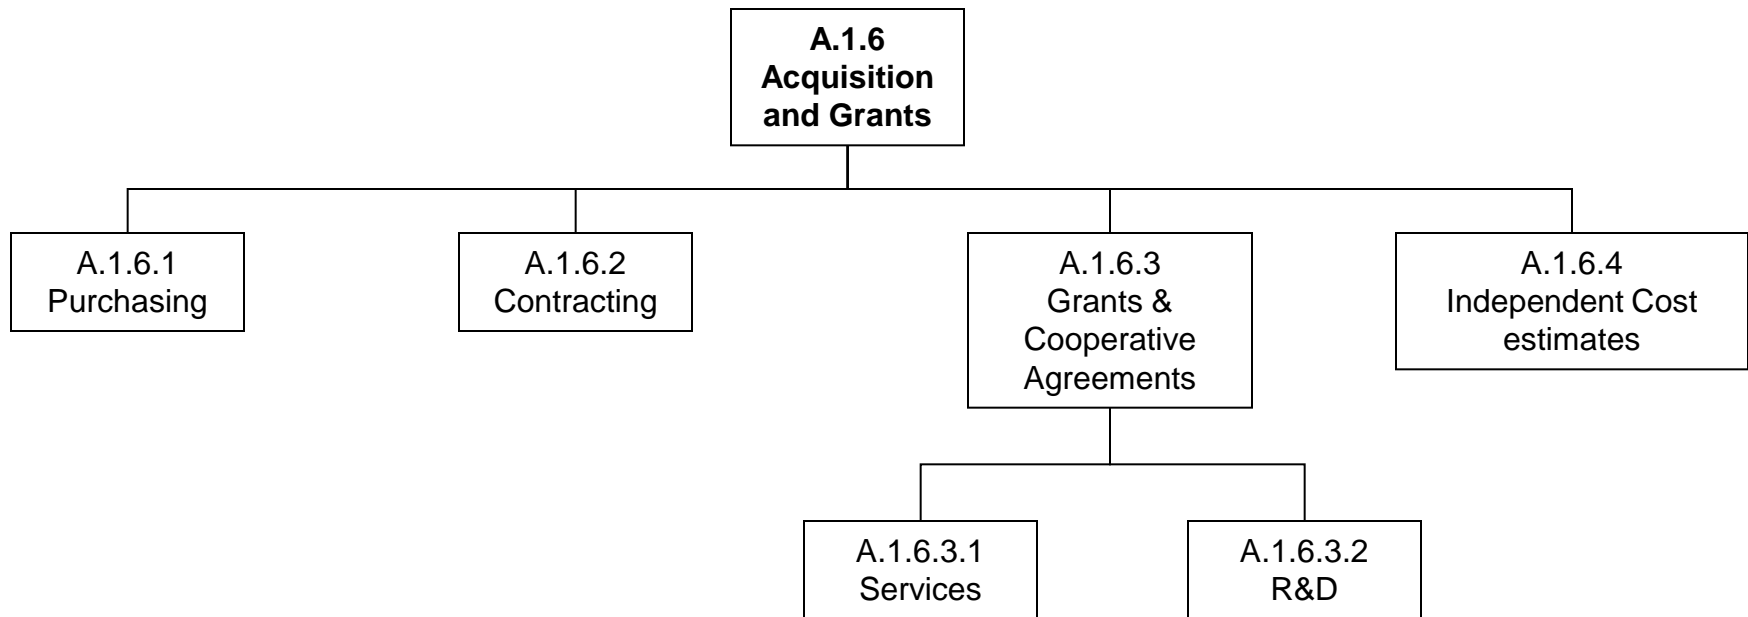 A.1.6
Acquisition
and Grants
A.1.6.1
Purchasing
A.1.6.2
Contracting
A.1.6.3
Grants &
Cooperative
Agreements
A.1.6.4
Independent Cost
estimates
A.1.6.3.1
Services
A.1.6.3.2
R&D